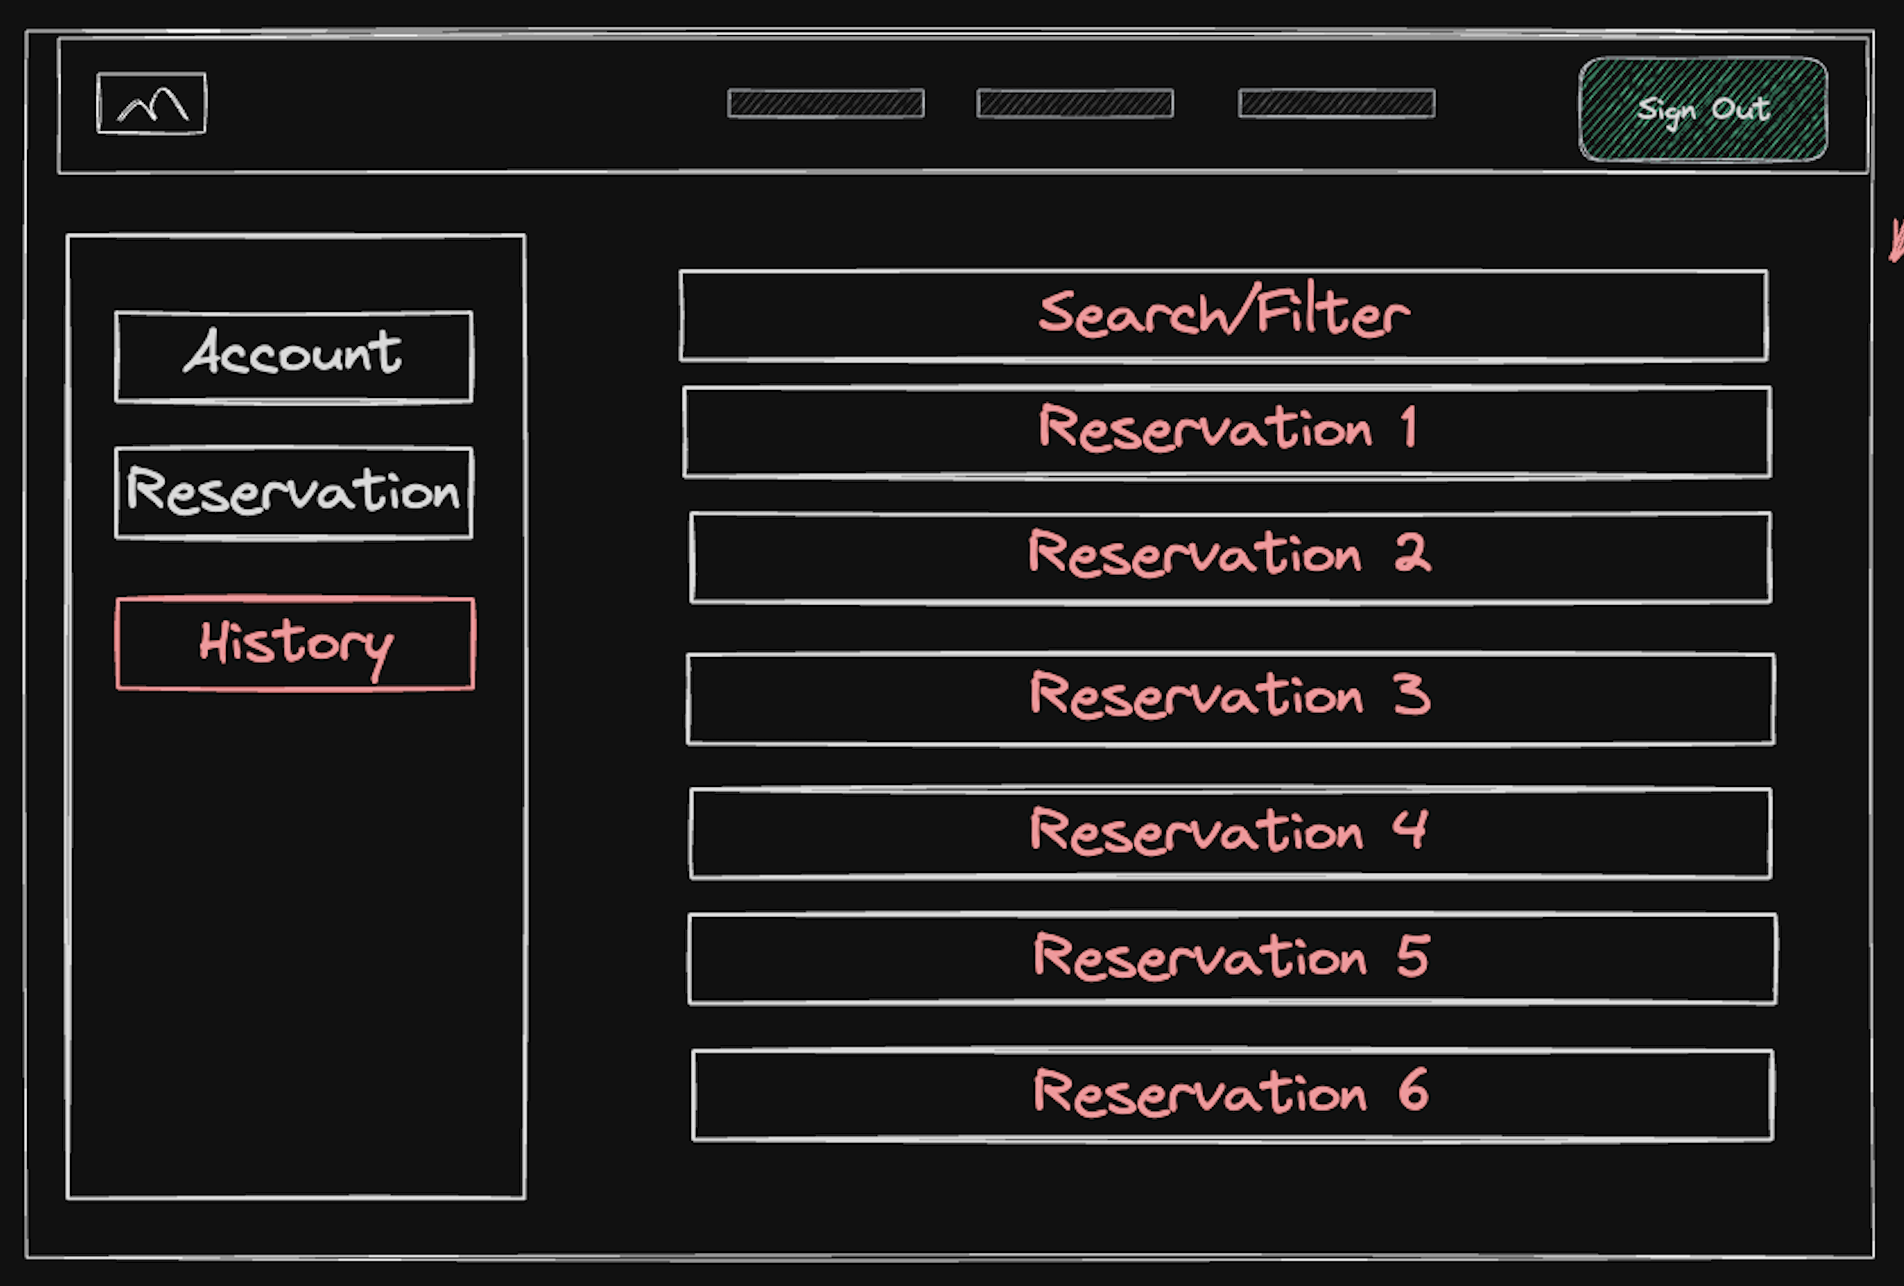 Sign Out
Account
Reservation
History
Search/Filter
Reservation 1
Reservation 2
Reservation 3
Reservation 4
Reservation 5
Reservation 6